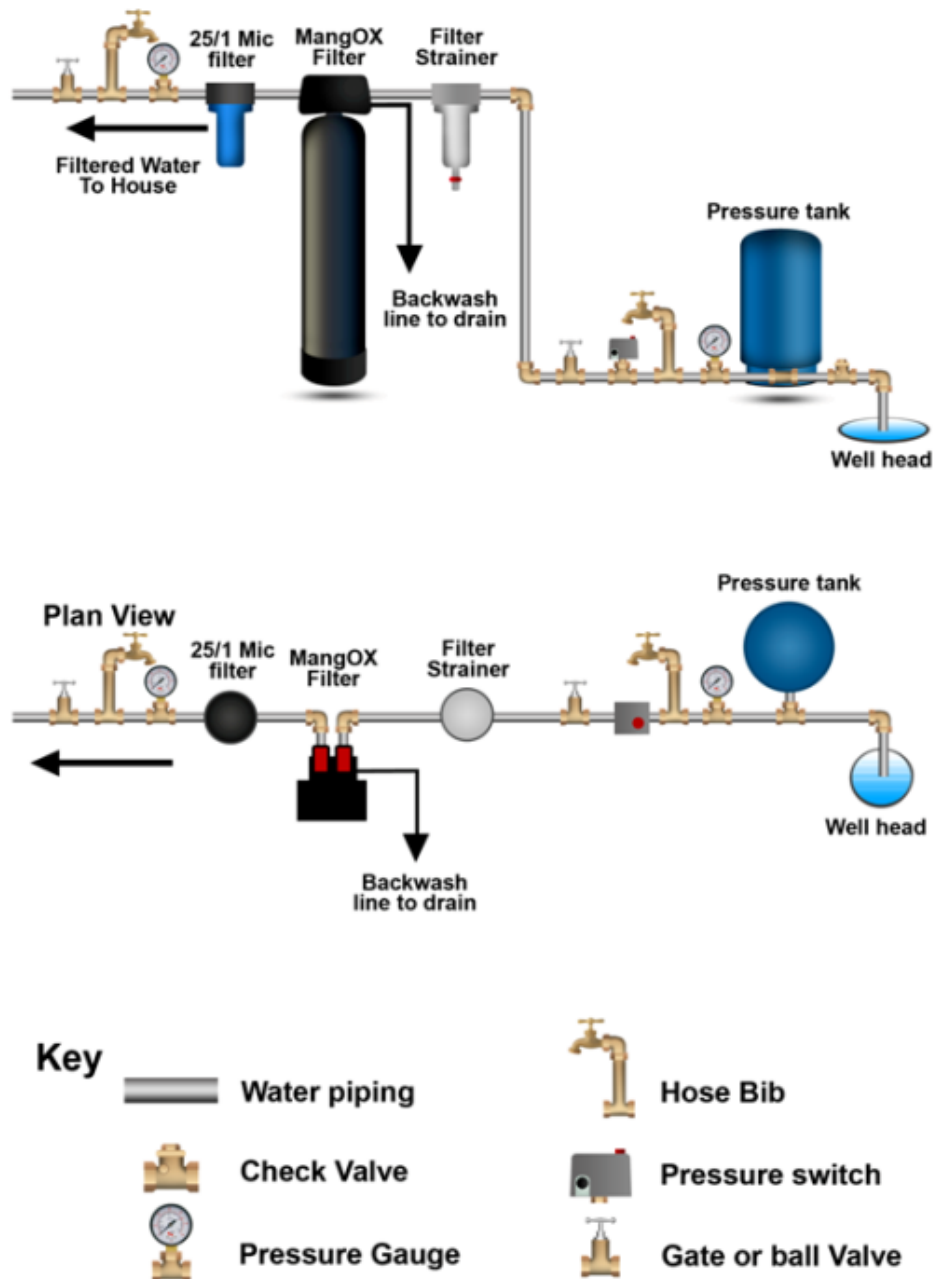 25/1 Mic
filter
MangOX
Filter
Filter
Strainer
Filtered Water
To House
Backwash
line to drain
Pressure tank
Well head
Plan View
25/1 Mic
filter
MangOX
Filter
Filter
Strainer
Pressure tank
Well head
Backwash
line to drain
Key
Water piping
Hose Bib
Check Valve
Pressure switch
Pressure Gauge
Gate or ball Valve